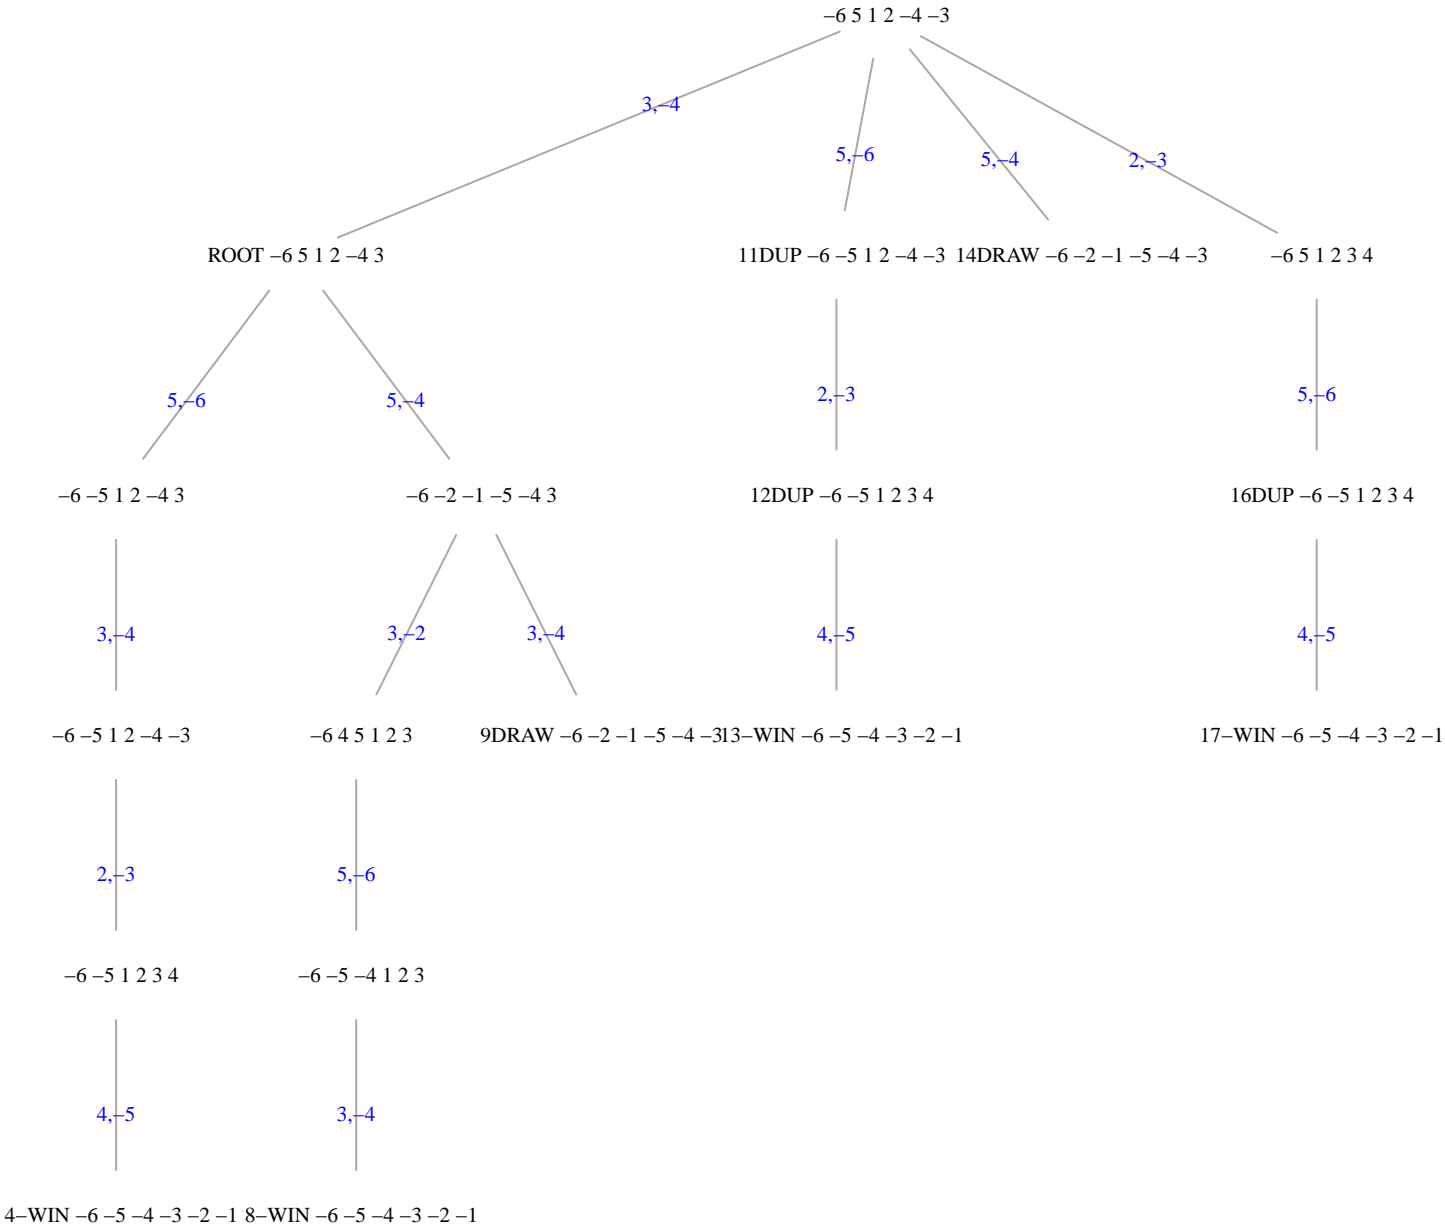 –6 5 1 2 –4 –3
3,–4
5,–6
5,–4
2,–3
ROOT –6 5 1 2 –4 3
11DUP –6 –5 1 2 –4 –3
14DRAW –6 –2 –1 –5 –4 –3
–6 5 1 2 3 4
5,–6
5,–4
2,–3
5,–6
–6 –5 1 2 –4 3
–6 –2 –1 –5 –4 3
12DUP –6 –5 1 2 3 4
16DUP –6 –5 1 2 3 4
3,–4
3,–2
3,–4
4,–5
4,–5
–6 –5 1 2 –4 –3
–6 4 5 1 2 3
9DRAW –6 –2 –1 –5 –4 –3
13–WIN –6 –5 –4 –3 –2 –1
17–WIN –6 –5 –4 –3 –2 –1
2,–3
5,–6
–6 –5 1 2 3 4
–6 –5 –4 1 2 3
4,–5
3,–4
4–WIN –6 –5 –4 –3 –2 –1
8–WIN –6 –5 –4 –3 –2 –1